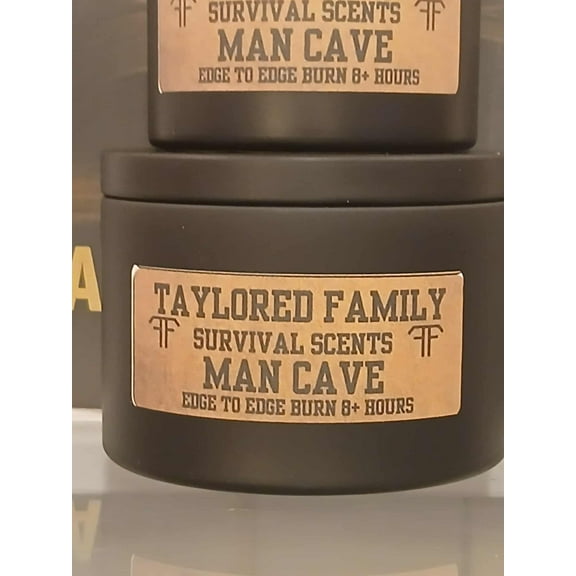 SURVIVAL SCENTS
MAN CAVE
EDGE TO EDGE BURN 8+ HOURS
A
TAYLORED FAMILY
SURVIVAL SCENTS
MAN CAVE
EDGE TO EDGE BURN 8+ HOURS